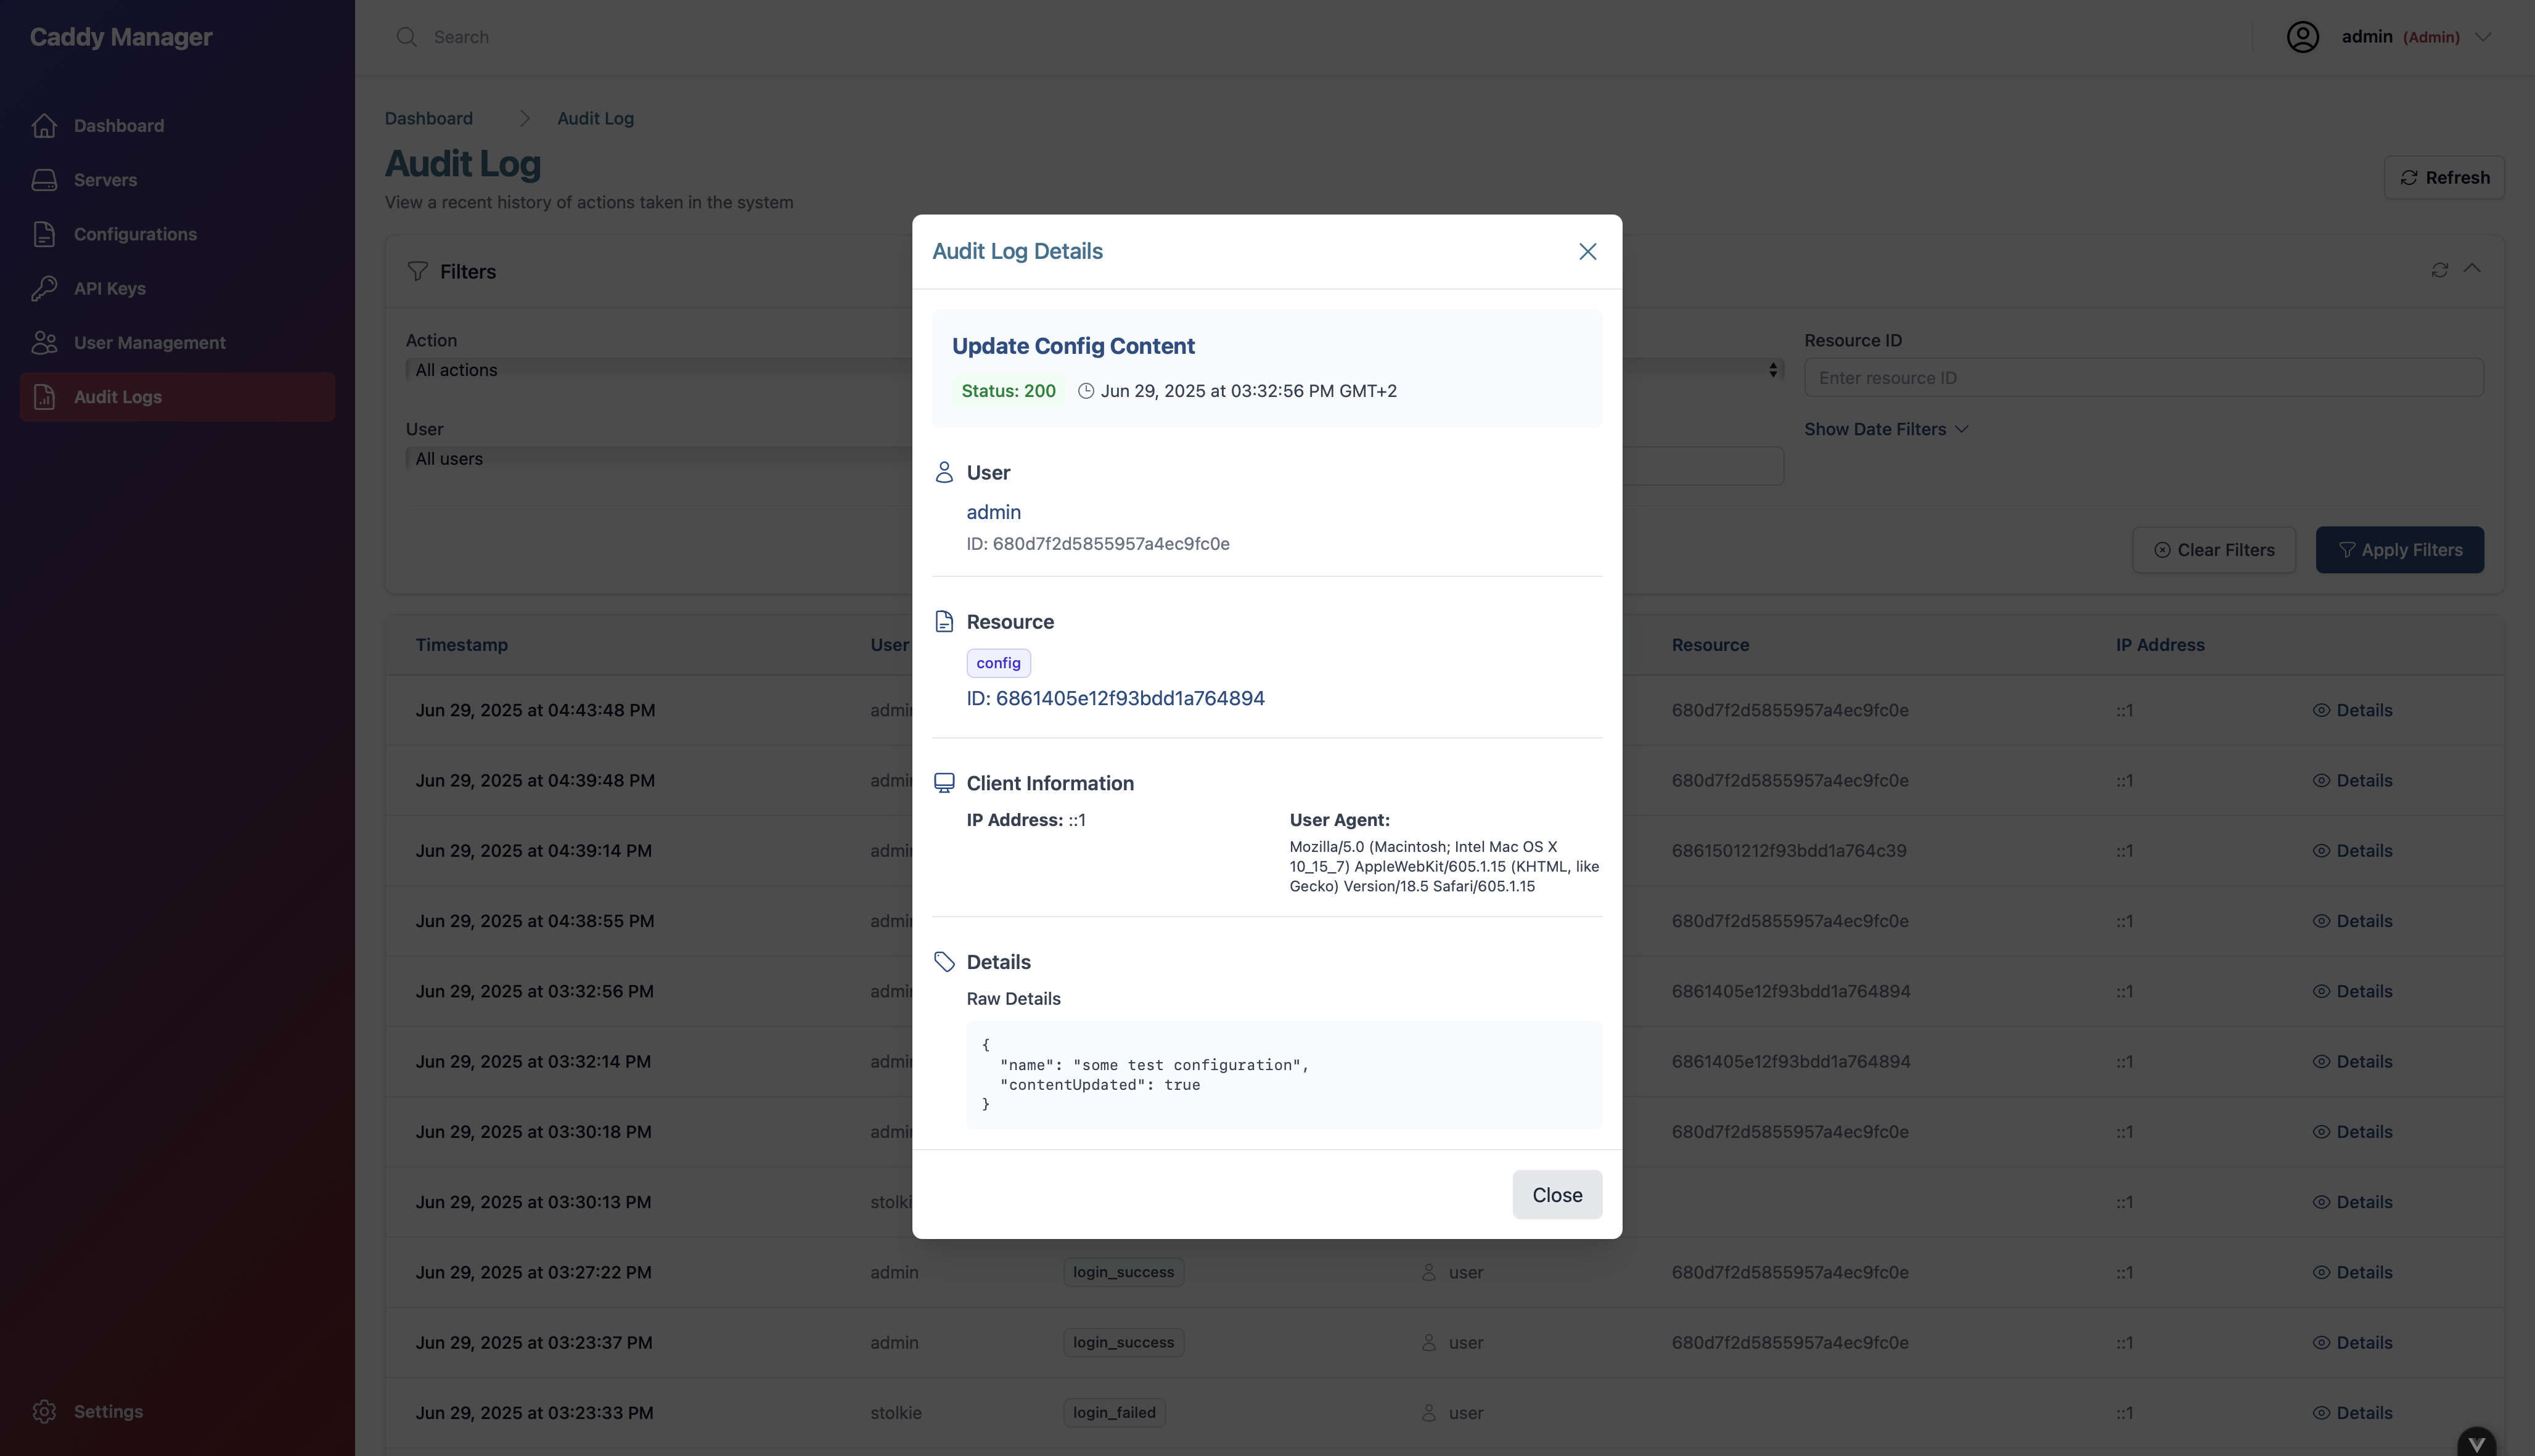 Caddy Manager
Search
admin (Admin)
Dashboard
Servers
Configurations
API Keys
User Management
Audit Logs
Settings
Dashboard
Audit Log
Audit Log
View a recent history of actions taken in the system
Refresh
Filters
Action
All actions
Resource ID
Enter resource ID
User
All users
Show Date Filters
Clear Filters
Apply Filters
Timestamp User Resource IP Address
Jun 29, 2025 at 04:43:48 PM 680d7f2d5855957a4ec9fc0e ::1 Details
Jun 29, 2025 at 04:39:48 PM 680d7f2d5855957a4ec9fc0e ::1 Details
Jun 29, 2025 at 04:39:14 PM 6861501212f93bdd1a764c39 ::1 Details
Jun 29, 2025 at 04:38:55 PM 680d7f2d5855957a4ec9fc0e ::1 Details
Jun 29, 2025 at 03:32:56 PM 6861405e12f93bdd1a764894 ::1 Details
Jun 29, 2025 at 03:32:14 PM 6861405e12f93bdd1a764894 ::1 Details
Jun 29, 2025 at 03:30:18 PM 680d7f2d5855957a4ec9fc0e ::1 Details
Jun 29, 2025 at 03:30:13 PM ::1 Details
Jun 29, 2025 at 03:27:22 PM admin login_success user 680d7f2d5855957a4ec9fc0e ::1 Details
Jun 29, 2025 at 03:23:37 PM admin login_success user 680d7f2d5855957a4ec9fc0e ::1 Details
Jun 29, 2025 at 03:23:33 PM stolkie login_failed user ::1 Details
Audit Log Details
Update Config Content
Status: 200 Jun 29, 2025 at 03:32:56 PM GMT+2
User
admin
ID: 680d7f2d5855957a4ec9fc0e
Resource
config
ID: 6861405e12f93bdd1a764894
Client Information
IP Address: ::1
User Agent:
Mozilla/5.0 (Macintosh; Intel Mac OS X
10_15_7) AppleWebKit/605.1.15 (KHTML, like
Gecko) Version/18.5 Safari/605.1.15
Details
Raw Details
{
"name": "some test configuration",
"contentUpdated": true
}
Close